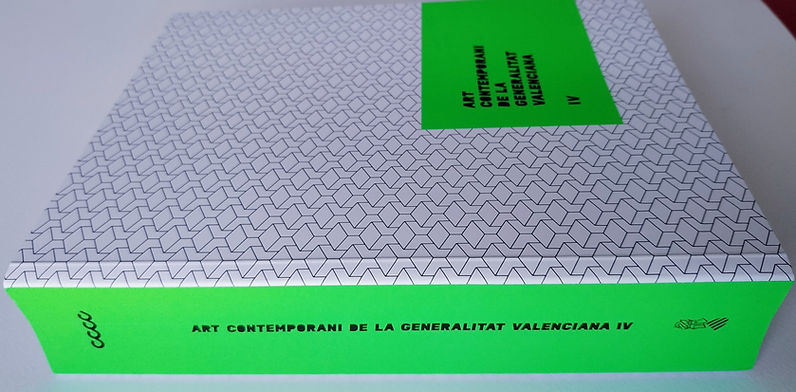 ART
CONTEMPORANI
DE LA
GENERALITAT
VALENCIANA
IV
cccc
ART CONTEMPORANI DE LA GENERALITAT VALENCIANA IV